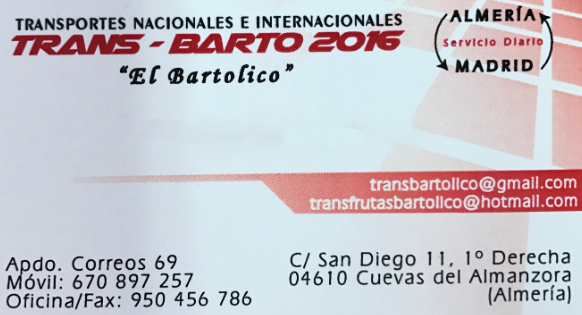 TRANSPORTES NACIONALES E INTERNACIONALES
TRANS - BARTO 2016
"El Bartolico"
ALMERÍA
Servicio Diario
MADRID
transbartolico@gmail.com
transfrutasbartolico@hotmail.com
Apdo. Correos 69
Móvil: 670 897 257
Oficina/Fax: 950 456 786
C/ San Diego 11, 1º Derecha
04610 Cuevas del Almanzora
(Almería)